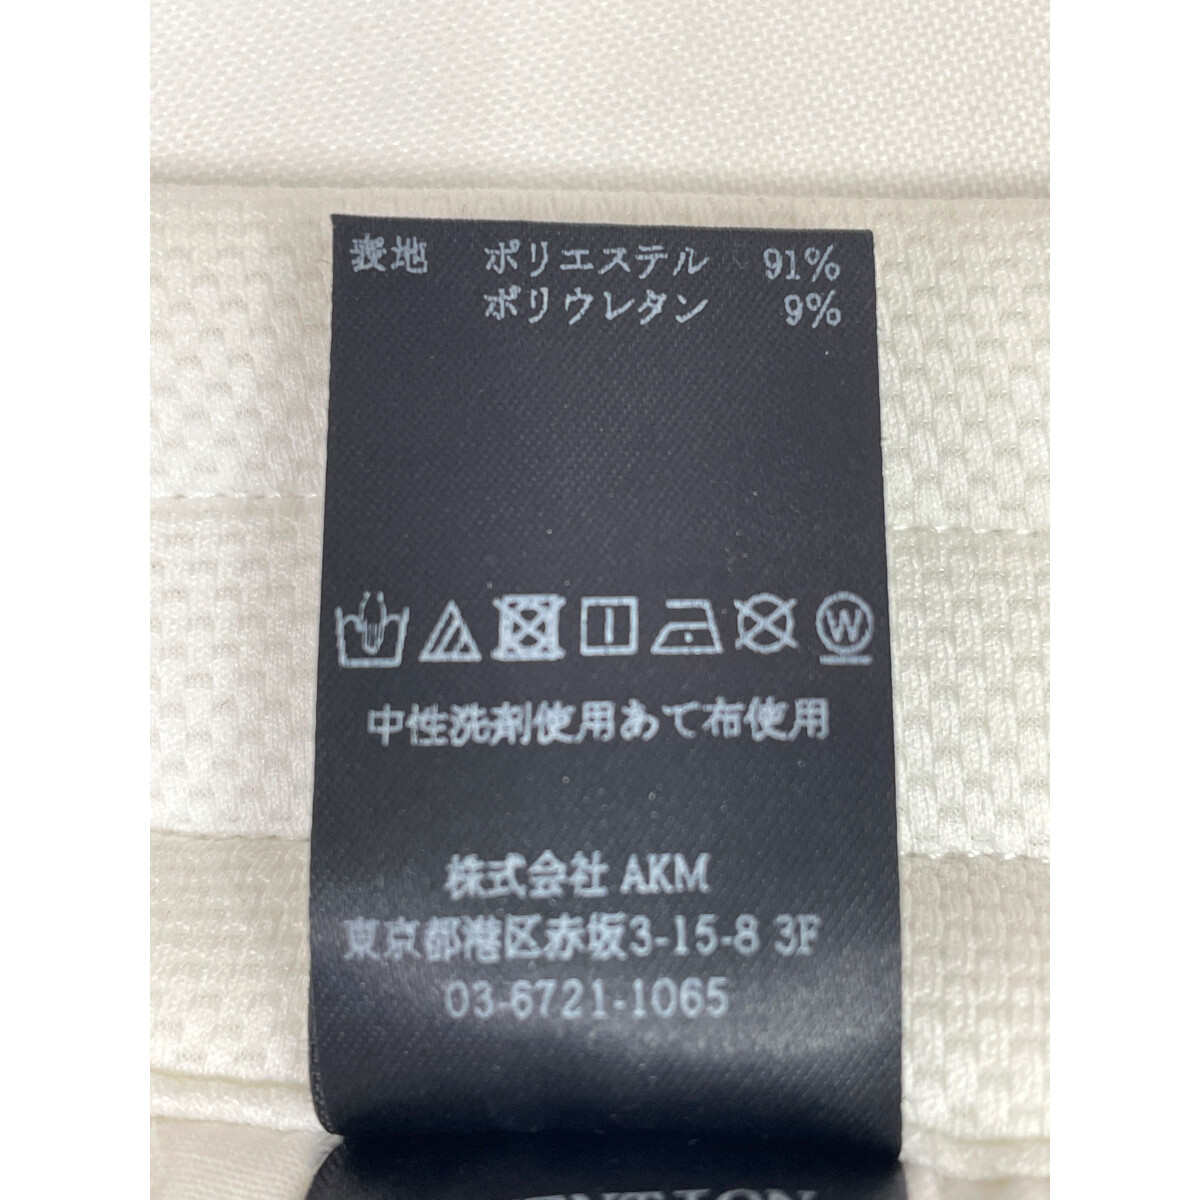 表地 ポリエステル 91%
ポリウレタン 9%
W
中性洗剤使用あて布使用
株式会社 AKM
東京都港区赤坂3-15-8 3F
03-6721-1065